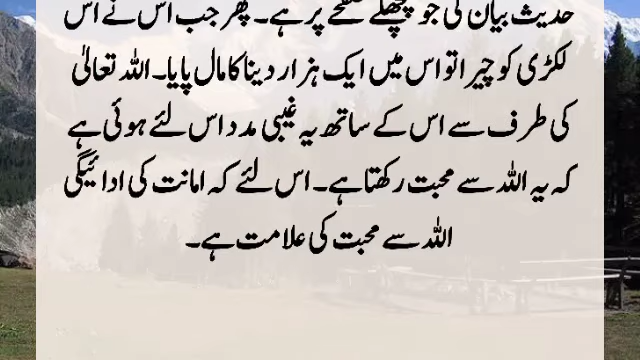 حدیث بیان کی جو پچھلے صفحے پر ہے۔ پھر جب اس نے اس
لکڑی کو چیرا تو اس میں ایک ہزار دینا کا مال پایا۔ اللہ تعالیٰ
کی طرف سے اس کے ساتھ یہ غیبی مدد اس لئے ہوئی ہے
کہ یہ اللہ سے محبت رکھتا ہے۔ اس لئے کہ امانت کی ادائیگی
اللہ سے محبت کی علامت ہے۔